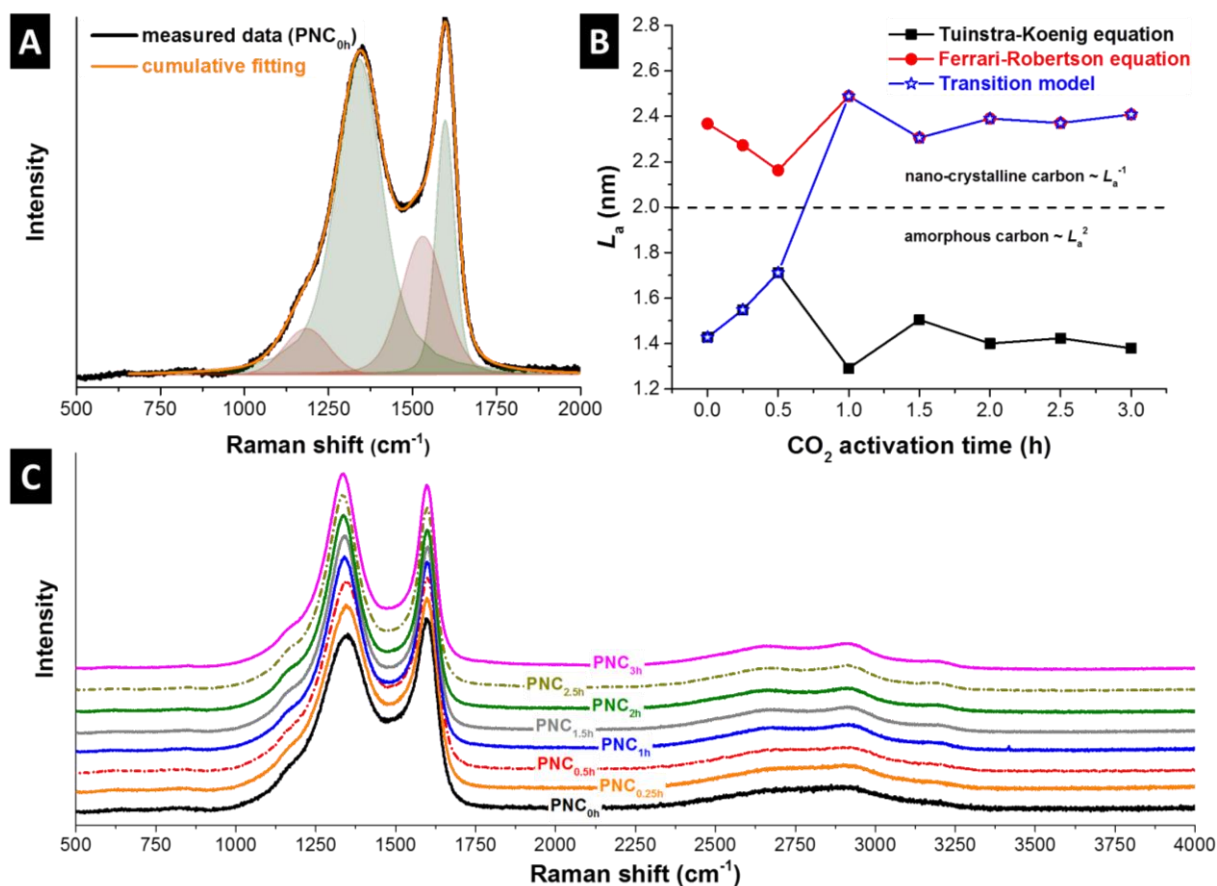 A
measured data (PNC0h)
cumulative fitting
Intensity
500 750 1000 1250 1500 1750 2000
Raman shift (cm-1)
B
Tuinstra-Koenig equation
Ferrari-Robertson equation
Transition model
2.8
2.6
2.4
2.2
2.0
1.8
1.6
1.4
1.2
La (nm)
nano-crystalline carbon ~ La-1
amorphous carbon ~ La2
0.0 0.5 1.0 1.5 2.0 2.5 3.0
CO2 activation time (h)
C
Intensity
PNC3h
PNC2.5h
PNC2h
PNC1.5h
PNC1h
PNC0.5h
PNC0.25h
PNC0h
500 750 1000 1250 1500 1750 2000 2250 2500 2750 3000 3250 3500 3750 4000
Raman shift (cm-1)